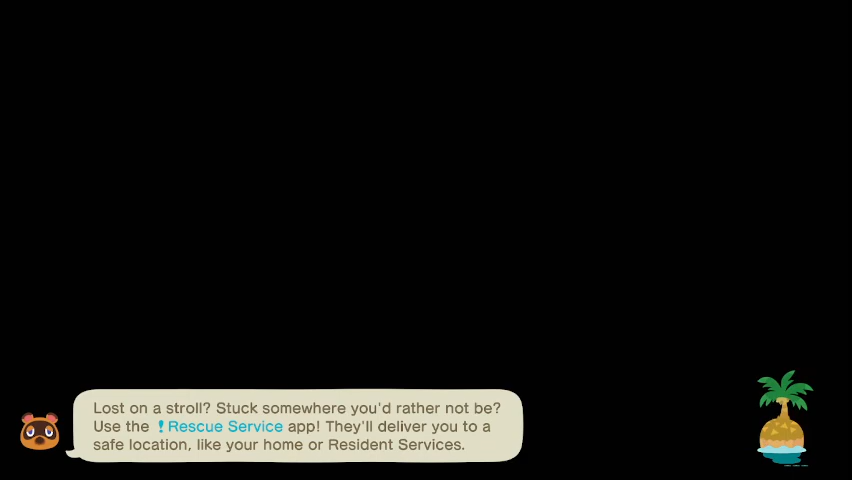 Lost on a stroll? Stuck somewhere you'd rather not be?
Use the ! Rescue Service app! They'll deliver you to a
safe location, like your home or Resident Services.